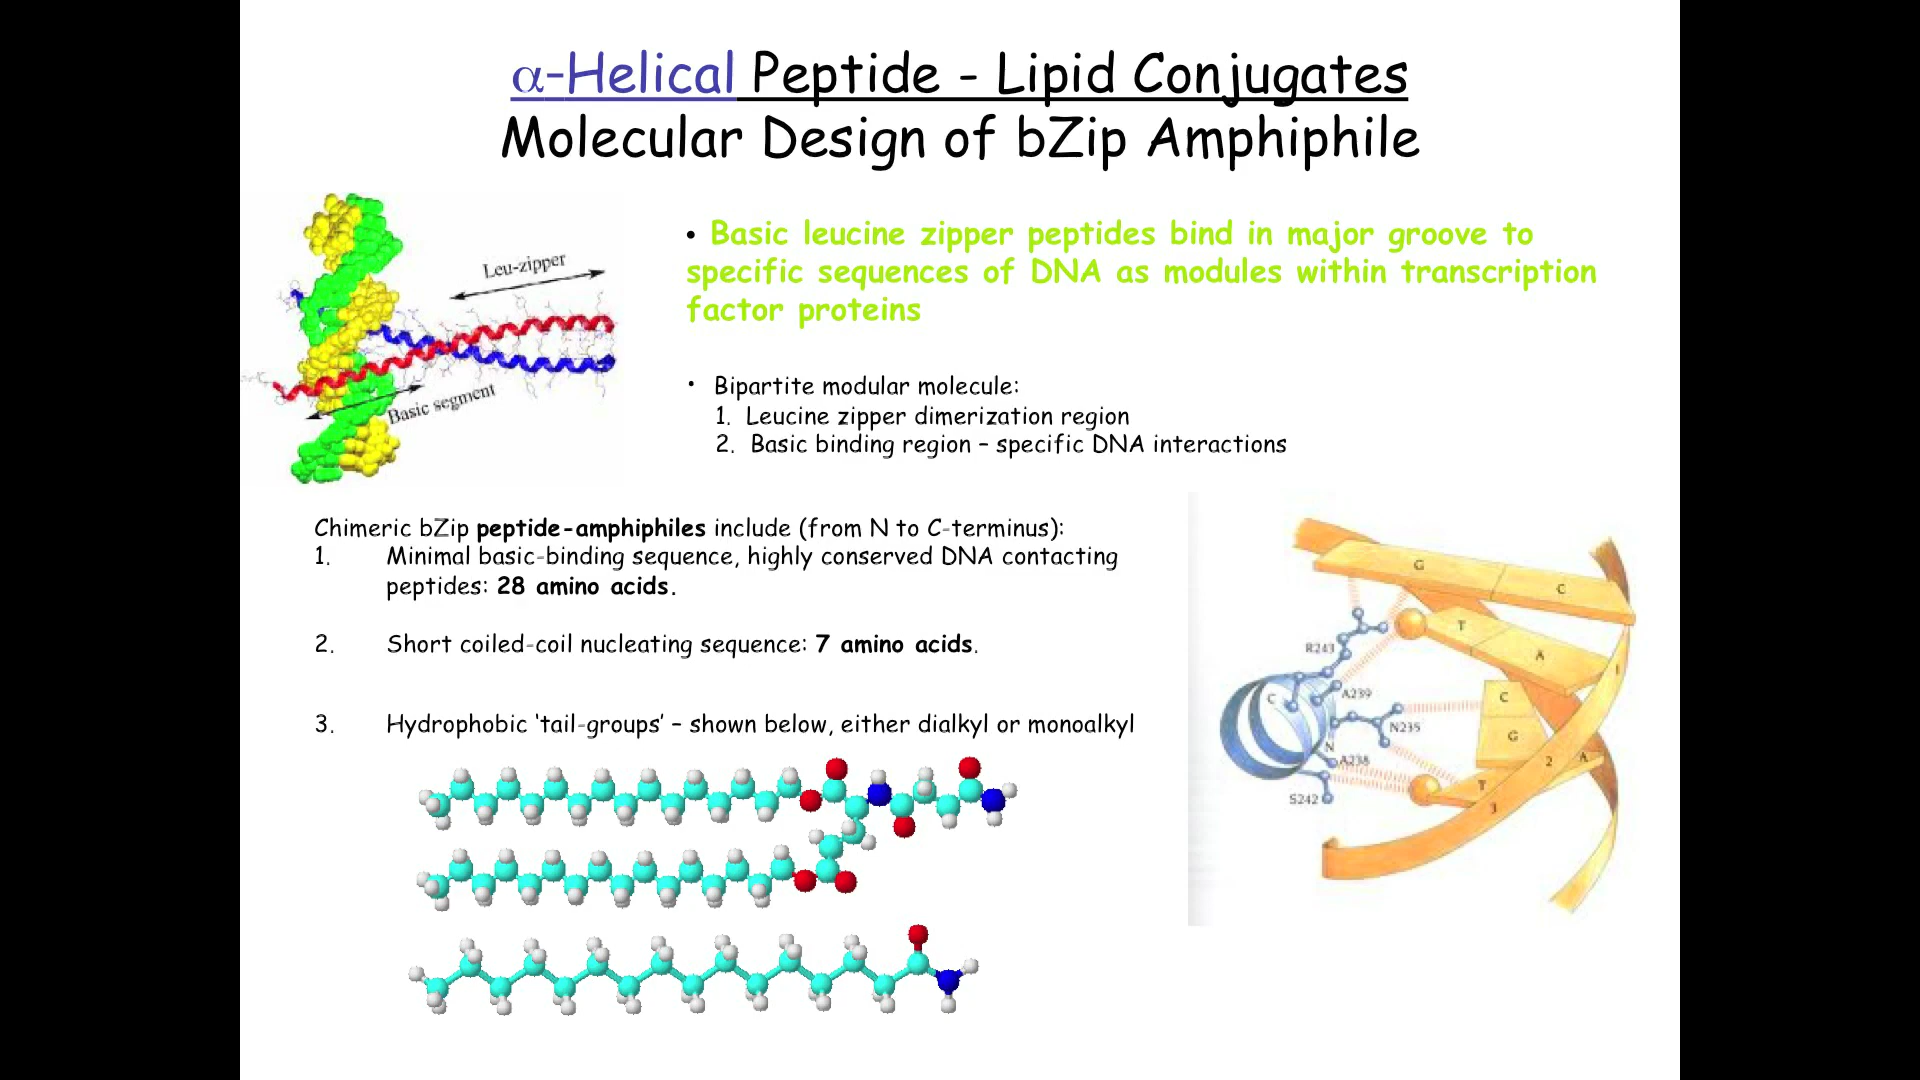 α-Helical Peptide - Lipid Conjugates
Molecular Design of bZip Amphiphile
Leu-zipper
Basic segment
• Basic leucine zipper peptides bind in major groove to
specific sequences of DNA as modules within transcription
factor proteins
• Bipartite modular molecule:
1. Leucine zipper dimerization region
2. Basic binding region – specific DNA interactions
Chimeric bZip peptide-amphiphiles include (from N to C-terminus):
1. Minimal basic-binding sequence, highly conserved DNA contacting
peptides: 28 amino acids.
2. Short coiled-coil nucleating sequence: 7 amino acids.
3. Hydrophobic ‘tail-groups’ – shown below, either dialkyl or monoalkyl
G
C
T
A
1
R243
C
A239
C
N235
G
N
A238
2
A
T
S242
3